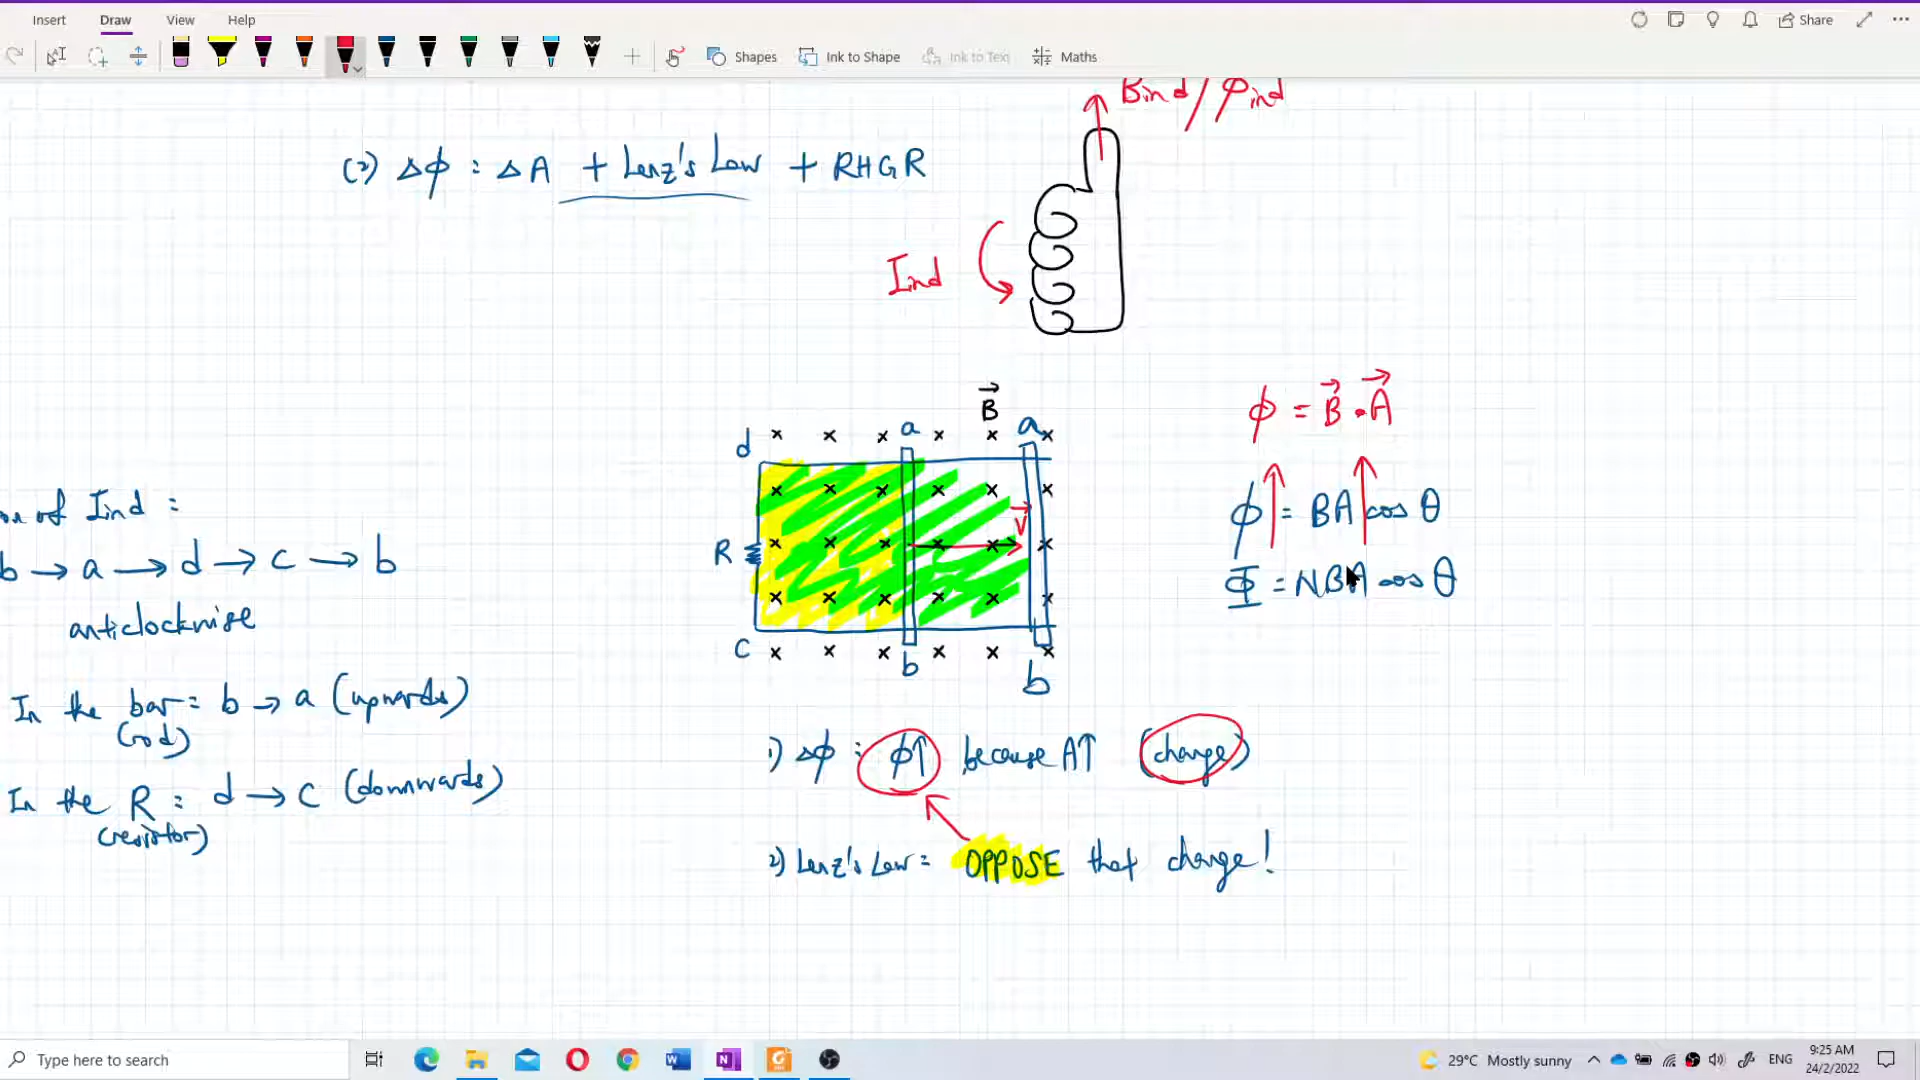 Insert Draw View Help
Share
Shapes Ink to Shape Ink to Text Maths
Bind / Φind
(2) Δϕ : ΔA + Lenz's Law + RHGR
Iind
B
d a a
R V
c b b
ϕ = B • A
ϕ = BA cos θ
Φ = NBA cos θ
of Iind :
b → a → d → c → b
anticlockwise
In the bar = b → a (upwards)
(rod)
In the R = d → c (downwards)
(resistor)
1) Δϕ : ϕ↑ because A↑ (change)
2) Lenz's Law = OPPOSE that change!
Type here to search
29°C Mostly sunny
ENG
9:25 AM
24/2/2022